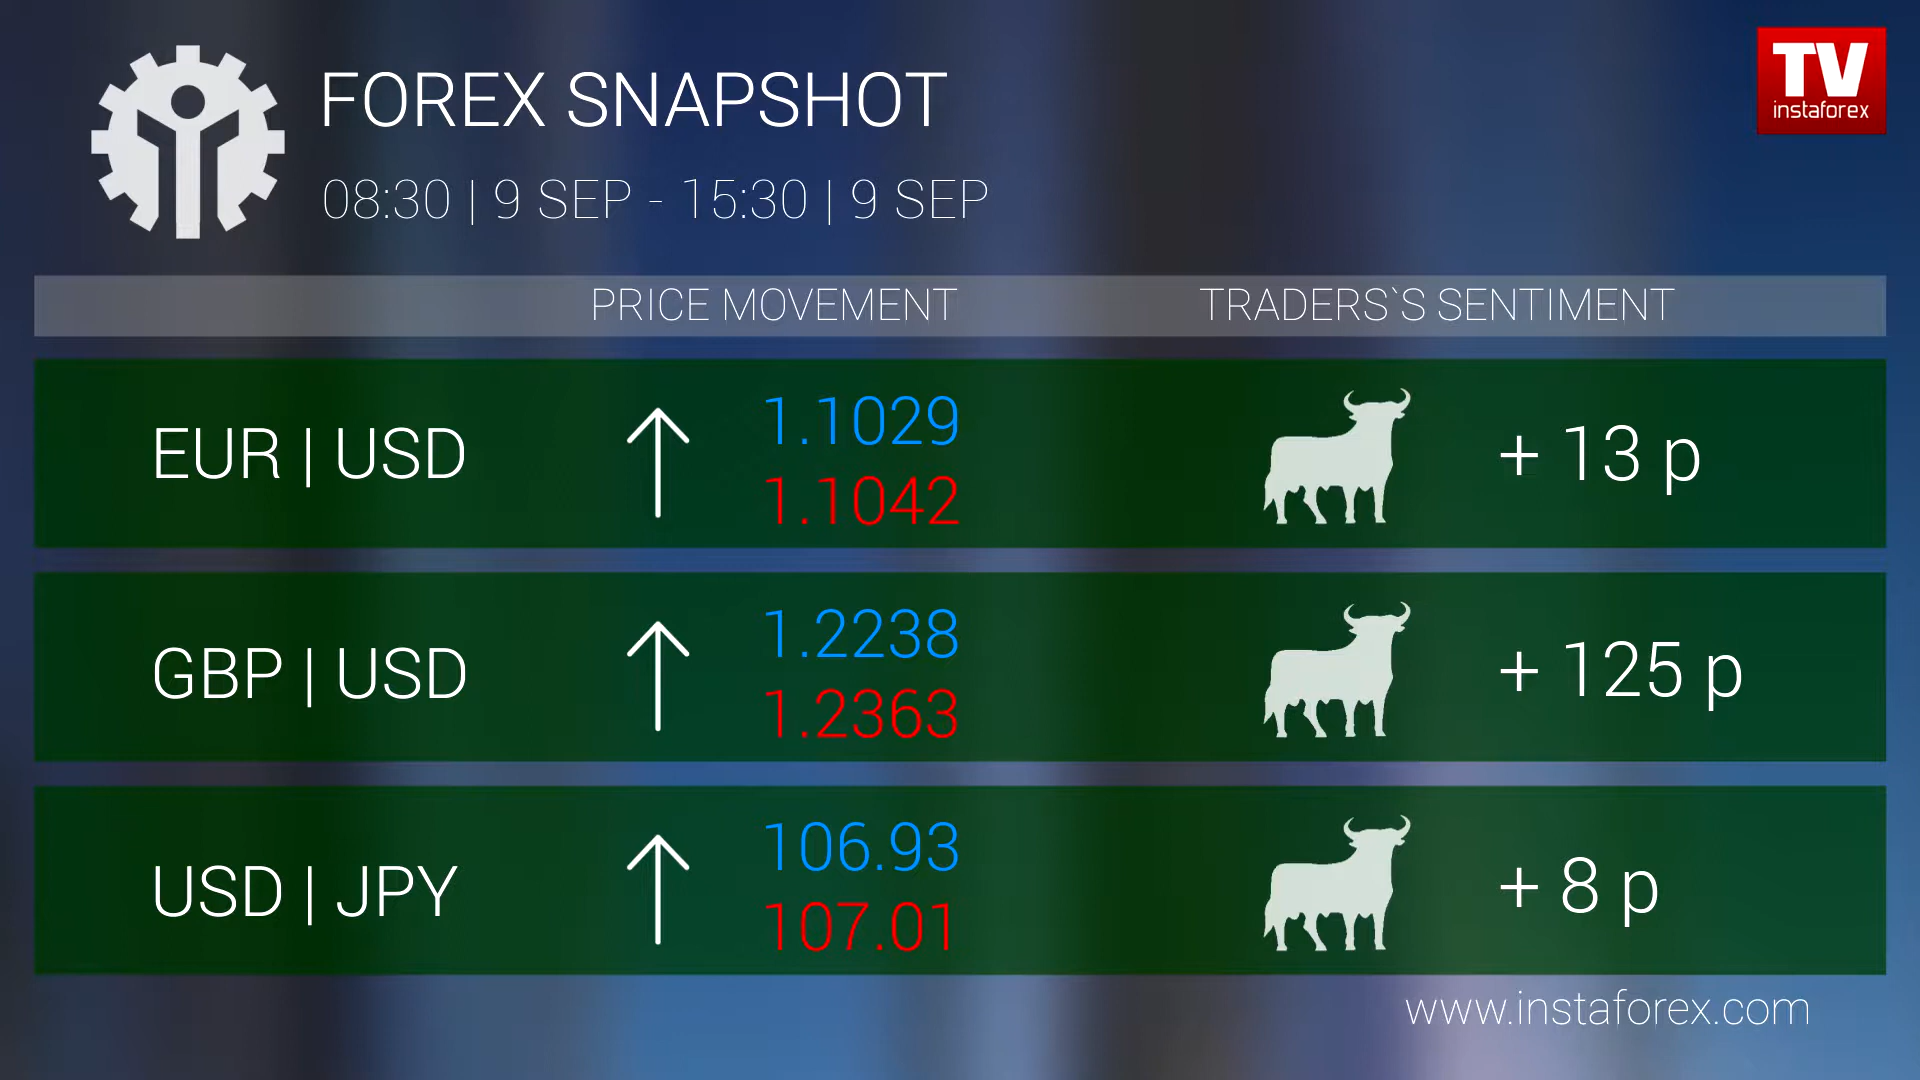 FOREX SNAPSHOT
TV
instaforex
08:30 | 9 SEP - 15:30 | 9 SEP
PRICE MOVEMENT TRADERS`S SENTIMENT
EUR | USD 1.1029 + 13 p
1.1042
GBP | USD 1.2238 + 125 p
1.2363
USD | JPY 106.93 + 8 p
107.01
www.instaforex.com